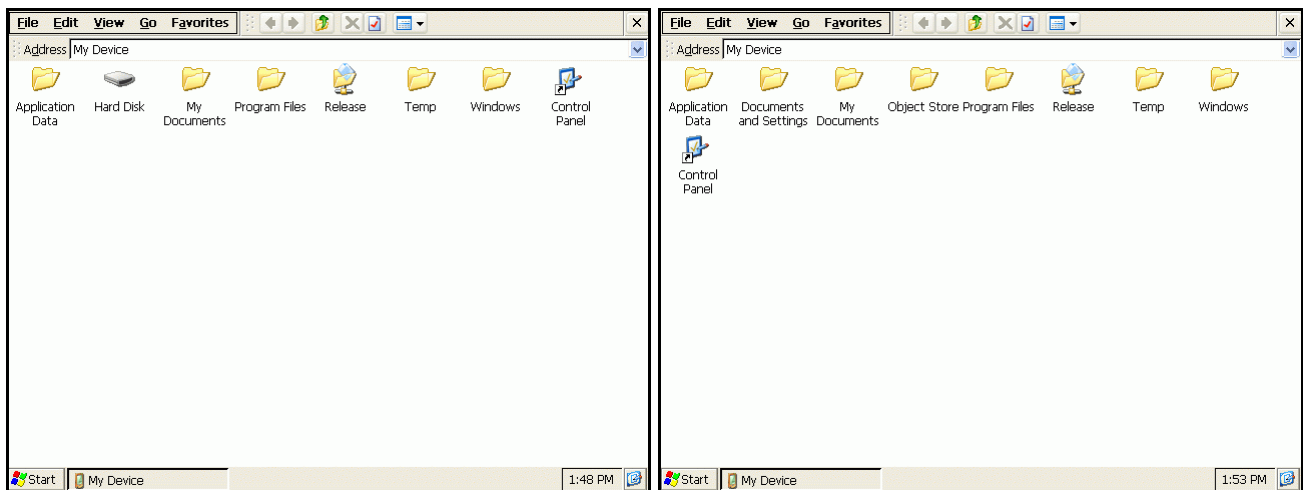 File Edit View Go Favorites
Address My Device
Application Data Hard Disk My Documents Program Files Release Temp Windows Control Panel
Start My Device 1:48 PM
File Edit View Go Favorites
Address My Device
Application Data Documents and Settings My Documents Object Store Program Files Release Temp Windows
Control Panel
Start My Device 1:53 PM